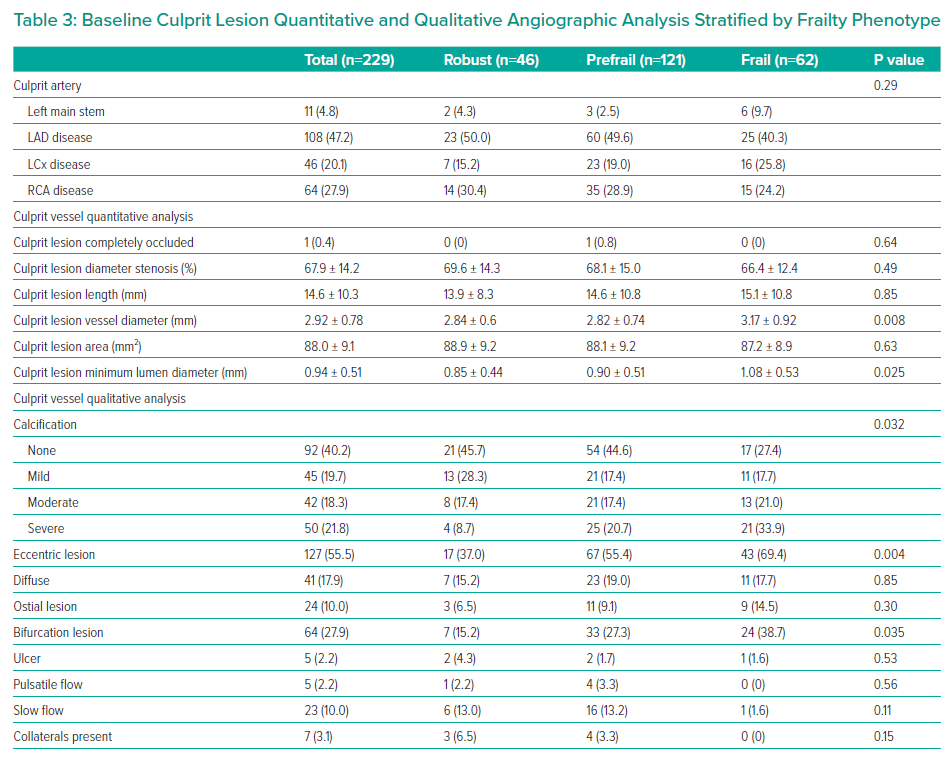 Table 3: Baseline Culprit Lesion Quantitative and Qualitative Angiographic Analysis Stratified by Frailty Phenotype
Total (n=229) Robust (n=46) Prefrail (n=121) Frail (n=62) P value
Culprit artery 0.29
Left main stem 11 (4.8) 2 (4.3) 3 (2.5) 6 (9.7)
LAD disease 108 (47.2) 23 (50.0) 60 (49.6) 25 (40.3)
LCx disease 46 (20.1) 7 (15.2) 23 (19.0) 16 (25.8)
RCA disease 64 (27.9) 14 (30.4) 35 (28.9) 15 (24.2)
Culprit vessel quantitative analysis
Culprit lesion completely occluded 1 (0.4) 0 (0) 1 (0.8) 0 (0) 0.64
Culprit lesion diameter stenosis (%) 67.9 ± 14.2 69.6 ± 14.3 68.1 ± 15.0 66.4 ± 12.4 0.49
Culprit lesion length (mm) 14.6 ± 10.3 13.9 ± 8.3 14.6 ± 10.8 15.1 ± 10.8 0.85
Culprit lesion vessel diameter (mm) 2.92 ± 0.78 2.84 ± 0.6 2.82 ± 0.74 3.17 ± 0.92 0.008
Culprit lesion area (mm²) 88.0 ± 9.1 88.9 ± 9.2 88.1 ± 9.2 87.2 ± 8.9 0.63
Culprit lesion minimum lumen diameter (mm) 0.94 ± 0.51 0.85 ± 0.44 0.90 ± 0.51 1.08 ± 0.53 0.025
Culprit vessel qualitative analysis
Calcification 0.032
None 92 (40.2) 21 (45.7) 54 (44.6) 17 (27.4)
Mild 45 (19.7) 13 (28.3) 21 (17.4) 11 (17.7)
Moderate 42 (18.3) 8 (17.4) 21 (17.4) 13 (21.0)
Severe 50 (21.8) 4 (8.7) 25 (20.7) 21 (33.9)
Eccentric lesion 127 (55.5) 17 (37.0) 67 (55.4) 43 (69.4) 0.004
Diffuse 41 (17.9) 7 (15.2) 23 (19.0) 11 (17.7) 0.85
Ostial lesion 24 (10.0) 3 (6.5) 11 (9.1) 9 (14.5) 0.30
Bifurcation lesion 64 (27.9) 7 (15.2) 33 (27.3) 24 (38.7) 0.035
Ulcer 5 (2.2) 2 (4.3) 2 (1.7) 1 (1.6) 0.53
Pulsatile flow 5 (2.2) 1 (2.2) 4 (3.3) 0 (0) 0.56
Slow flow 23 (10.0) 6 (13.0) 16 (13.2) 1 (1.6) 0.11
Collaterals present 7 (3.1) 3 (6.5) 4 (3.3) 0 (0) 0.15